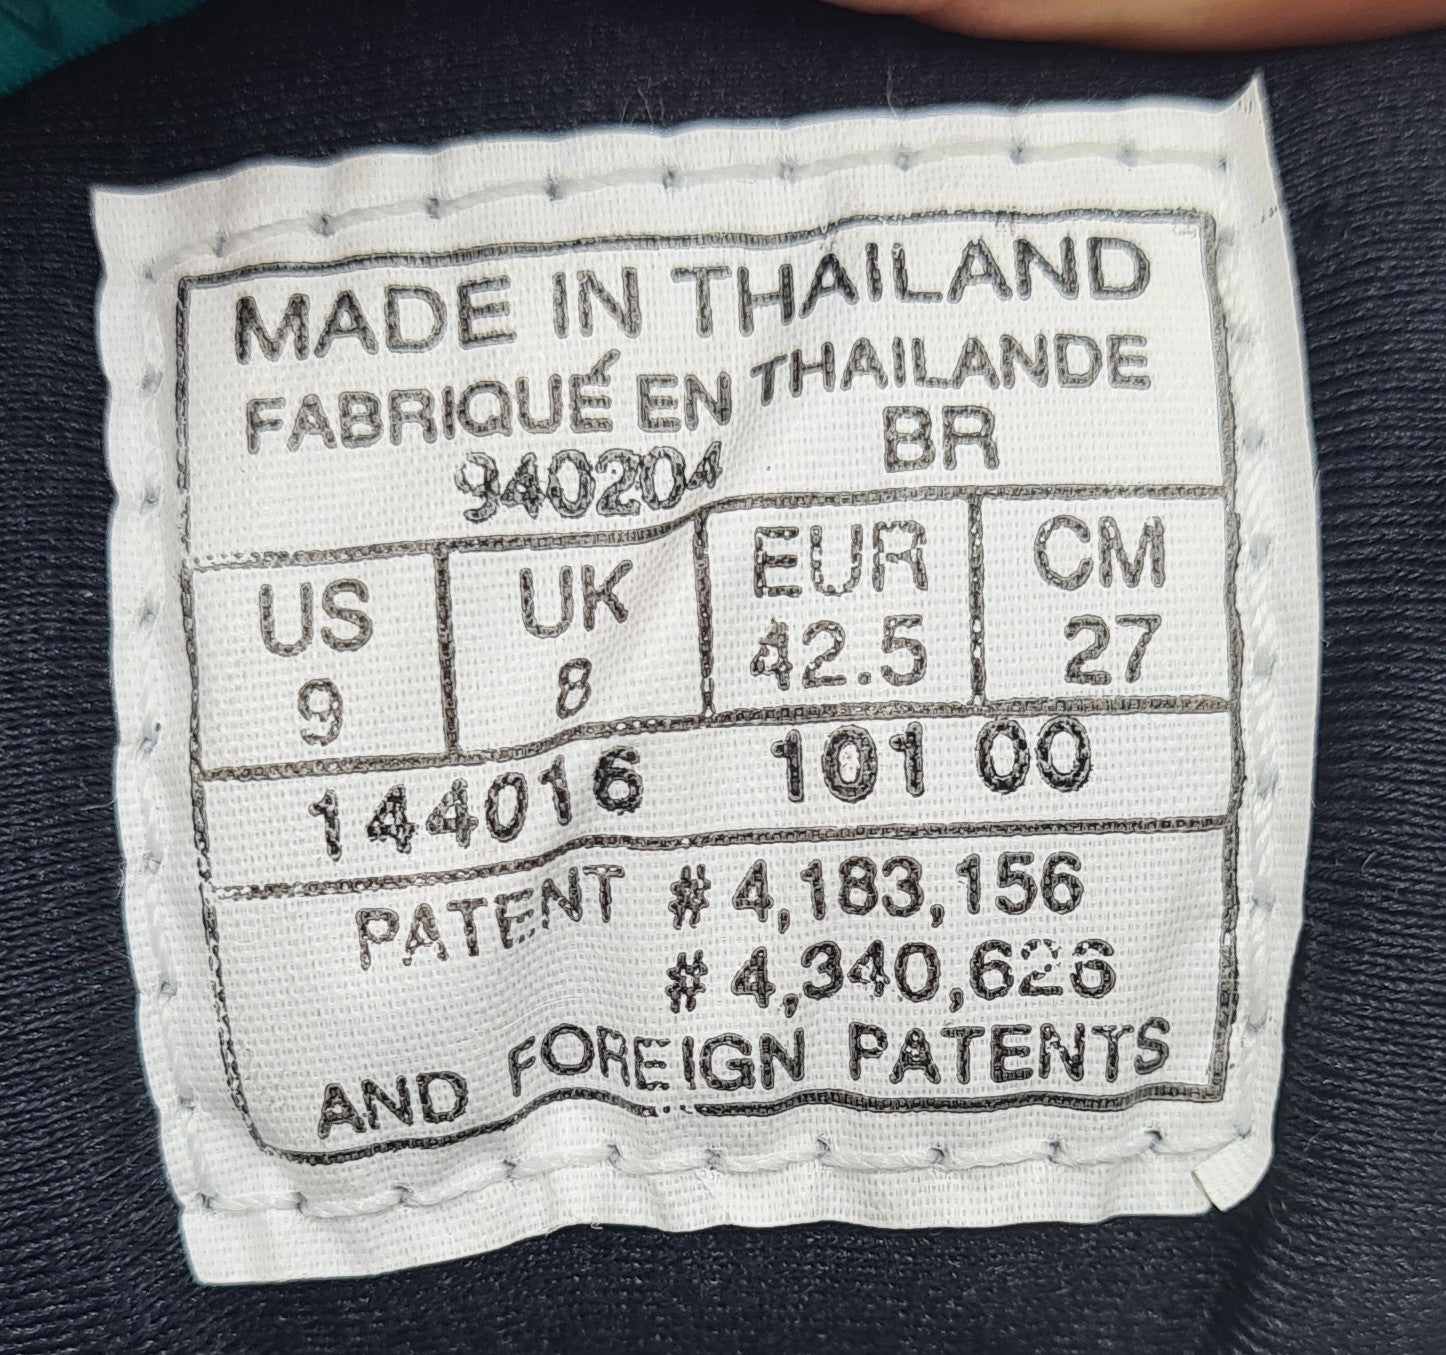 MADE IN THAILAND
FABRIQUÉ EN THAILANDE
940204 BR
US UK EUR CM
9 8 42.5 27
144016 101 00
PATENT # 4,183,156
# 4,340,626
AND FOREIGN PATENTS